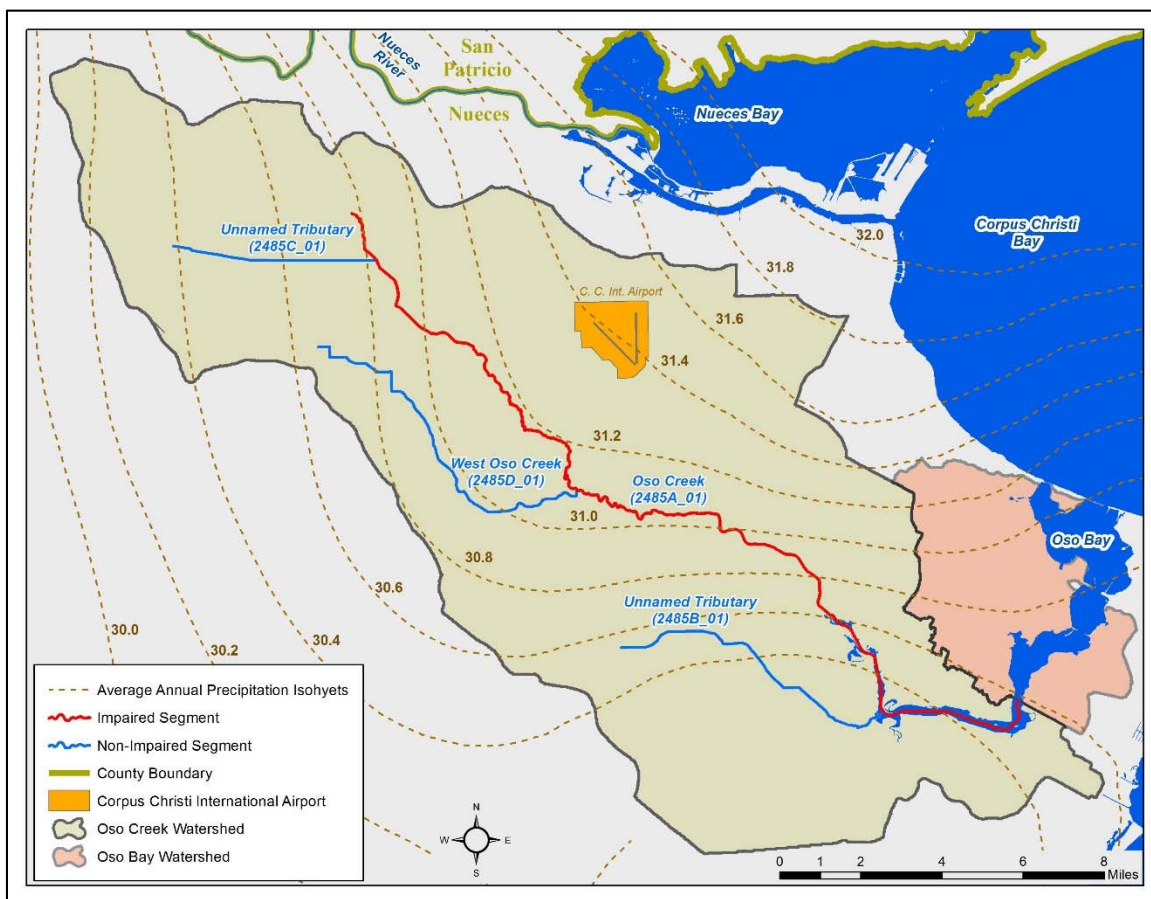 Nueces
River
San
Patricio
Nueces
Nueces Bay
Corpus Christi
Bay
Unnamed Tributary
(2485C_01)
C. C. Int. Airport
32.0
31.8
31.6
31.4
31.2
West Oso Creek
(2485D_01)
Oso Creek
(2485A_01)
31.0
Oso Bay
30.8
30.6
Unnamed Tributary
(2485B_01)
30.4
30.2
30.0
Average Annual Precipitation Isohyets
Impaired Segment
Non-Impaired Segment
County Boundary
Corpus Christi International Airport
Oso Creek Watershed
Oso Bay Watershed
N
W E
S
0 1 2 4 6 8
Miles